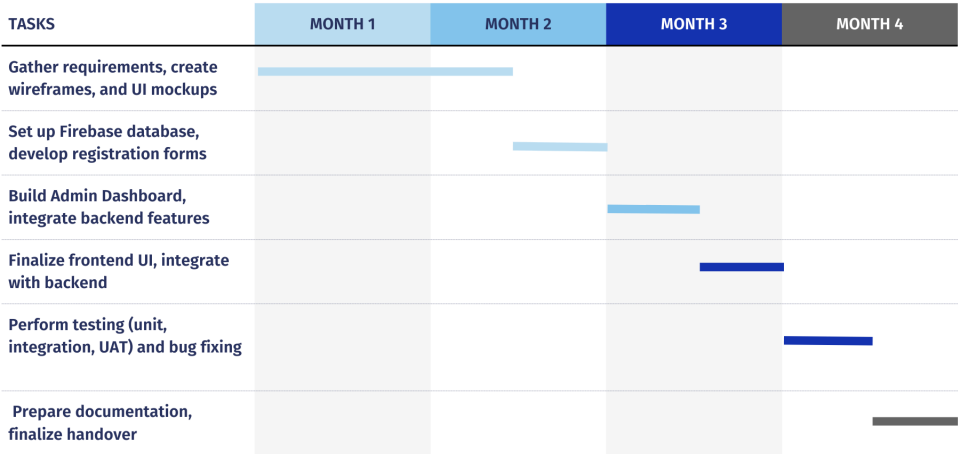 TASKS MONTH 1 MONTH 2 MONTH 3 MONTH 4
Gather requirements, create
wireframes, and UI mockups
Set up Firebase database,
develop registration forms
Build Admin Dashboard,
integrate backend features
Finalize frontend UI, integrate
with backend
Perform testing (unit,
integration, UAT) and bug fixing
Prepare documentation,
finalize handover